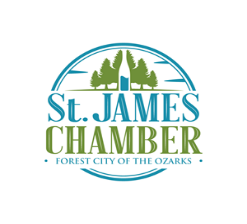 St. JAMES
CHAMBER
• FOREST CITY OF THE OZARKS •